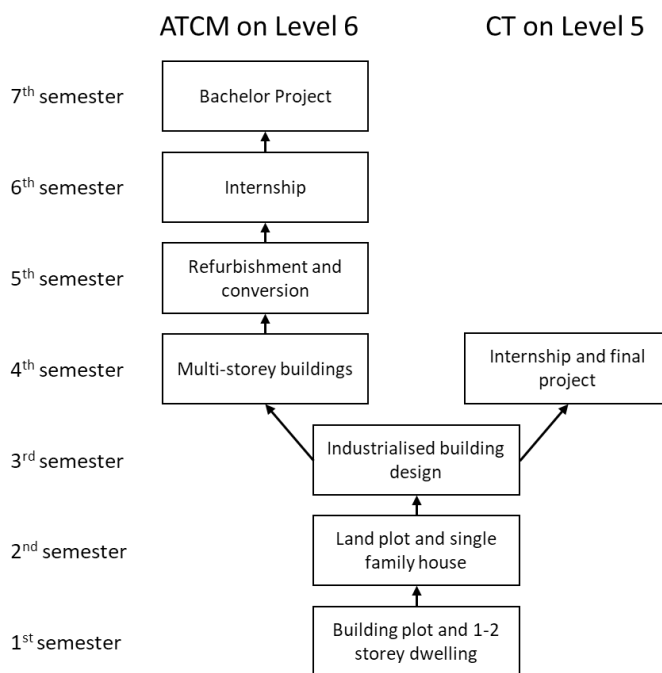 ATCM on Level 6
CT on Level 5
7th semester
Bachelor Project
6th semester
Internship
5th semester
Refurbishment and
conversion
4th semester
Multi-storey buildings
Internship and final
project
3rd semester
Industrialised building
design
2nd semester
Land plot and single
family house
1st semester
Building plot and 1-2
storey dwelling